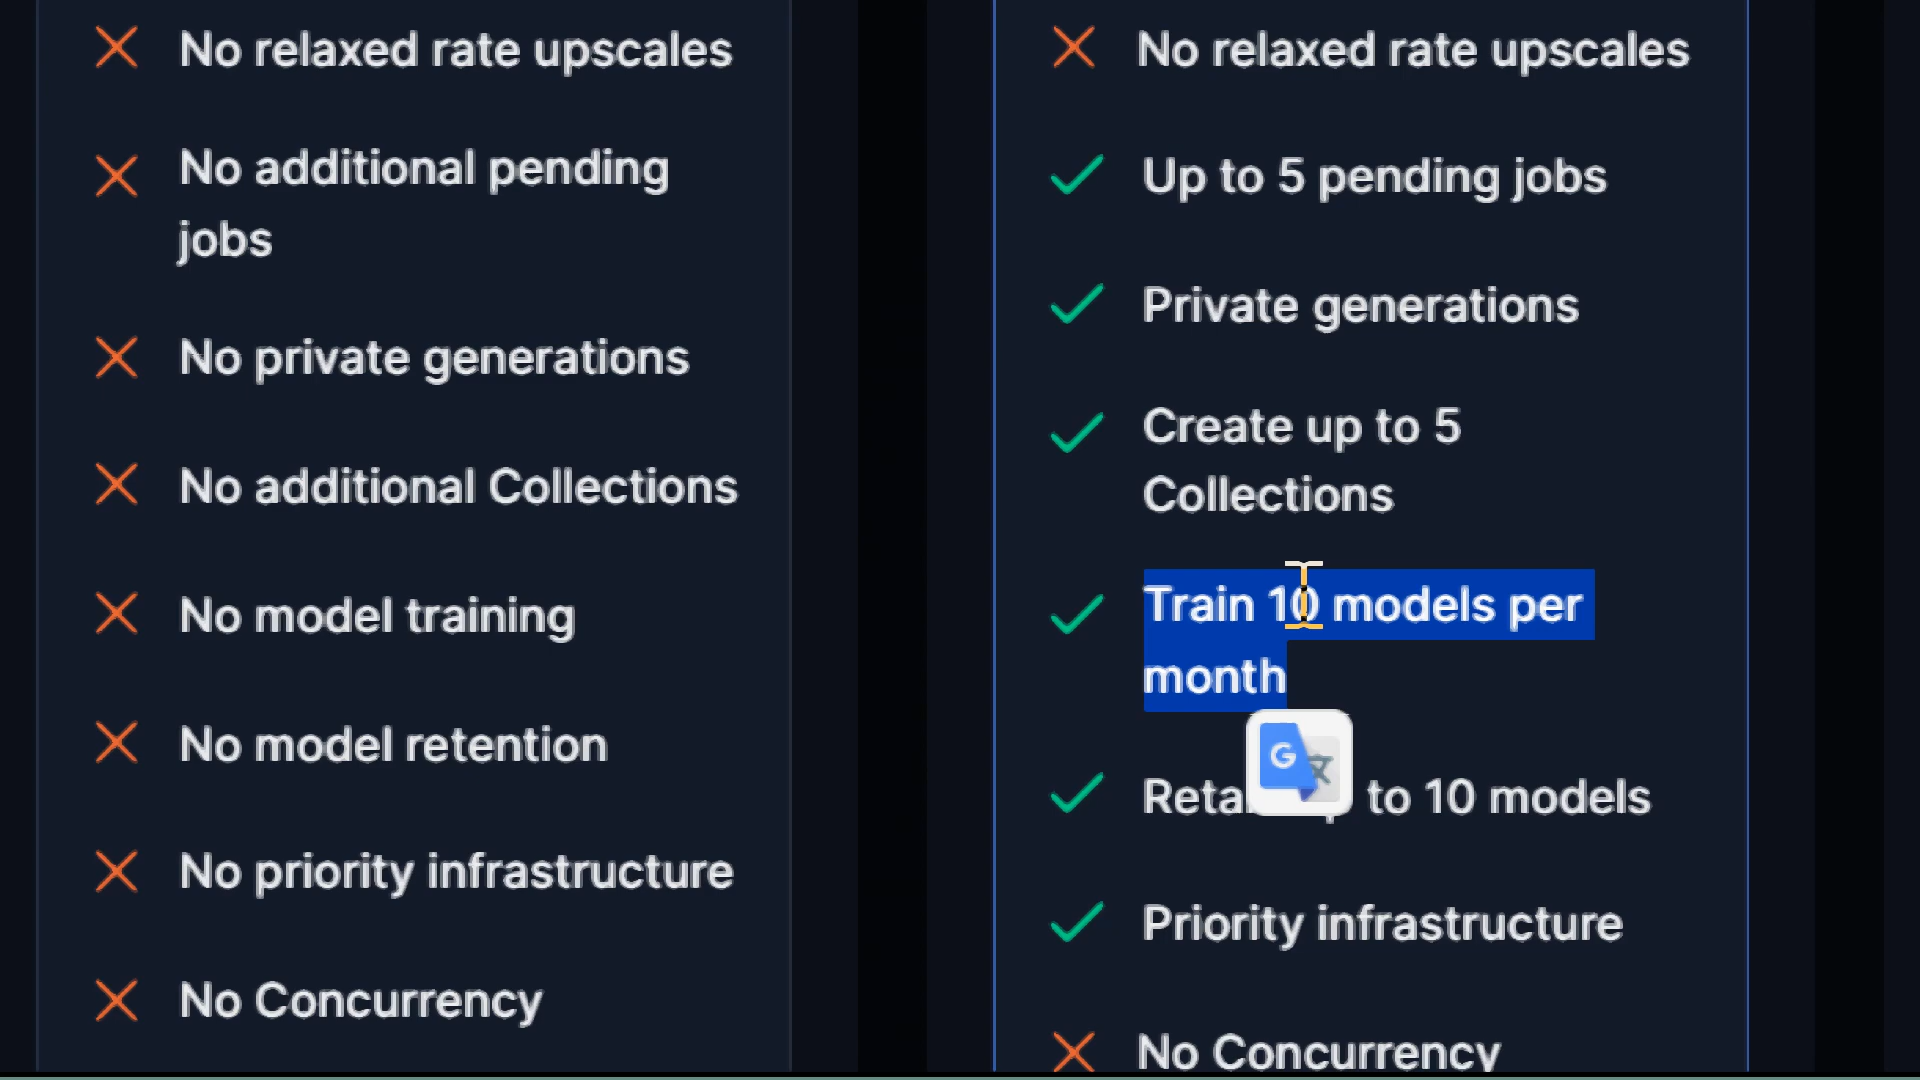 No relaxed rate upscales
No additional pending
jobs
No private generations
No additional Collections
No model training
No model retention
No priority infrastructure
No Concurrency
No relaxed rate upscales
Up to 5 pending jobs
Private generations
Create up to 5
Collections
Train 10 models per
month
G 文
to 10 models
Priority infrastructure
No Concurrency